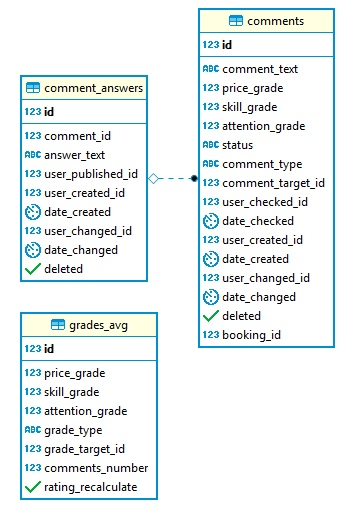 comment_answers
123 id
123 comment_id
ABC answer_text
123 user_published_id
123 user_created_id
date_created
123 user_changed_id
date_changed
deleted
comments
123 id
ABC comment_text
123 price_grade
123 skill_grade
123 attention_grade
ABC status
ABC comment_type
123 comment_target_id
123 user_checked_id
date_checked
123 user_created_id
date_created
123 user_changed_id
date_changed
deleted
123 booking_id
grades_avg
123 id
123 price_grade
123 skill_grade
123 attention_grade
ABC grade_type
123 grade_target_id
123 comments_number
rating_recalculate